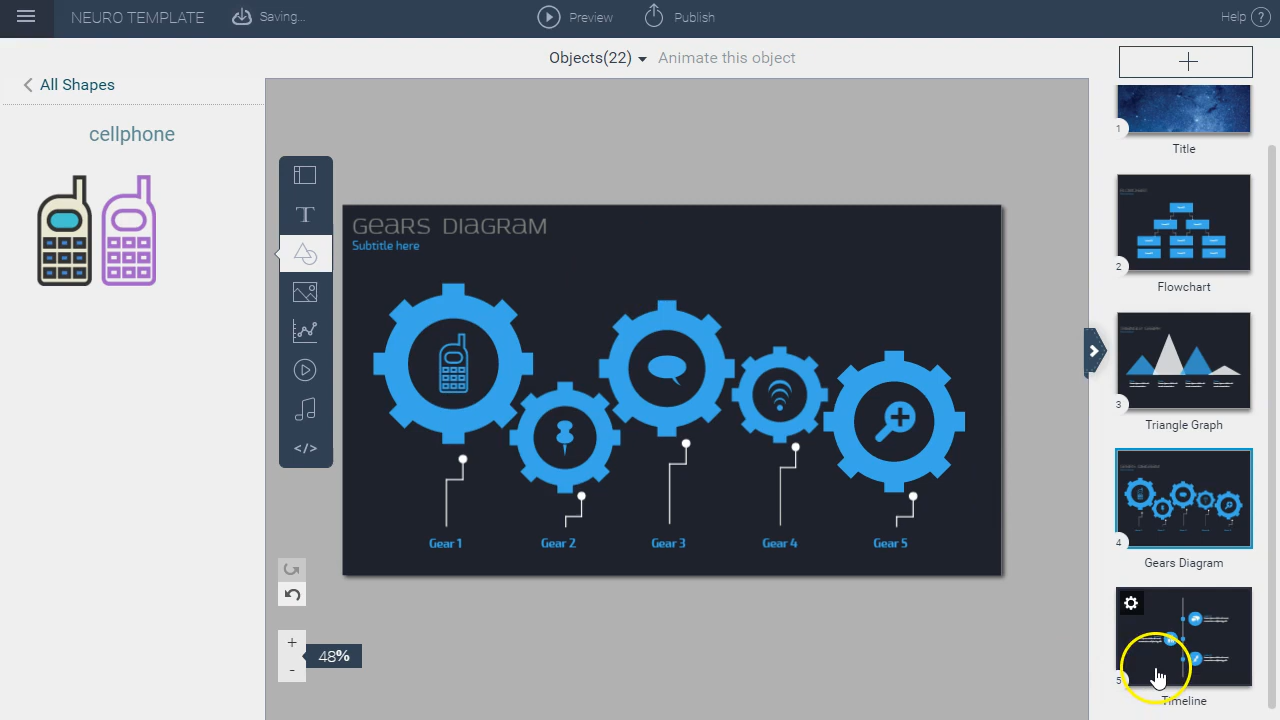 NEURO TEMPLATE
Saving...
Preview
Publish
Help ?
Objects(22)
Animate this object
All Shapes
cellphone
T
</>
Gears Diagram
Subtitle here
Gear 1
Gear 2
Gear 3
Gear 4
Gear 5
+
-
48%
1
Title
2
Flowchart
3
Triangle Graph
4
Gears Diagram
5
Timeline